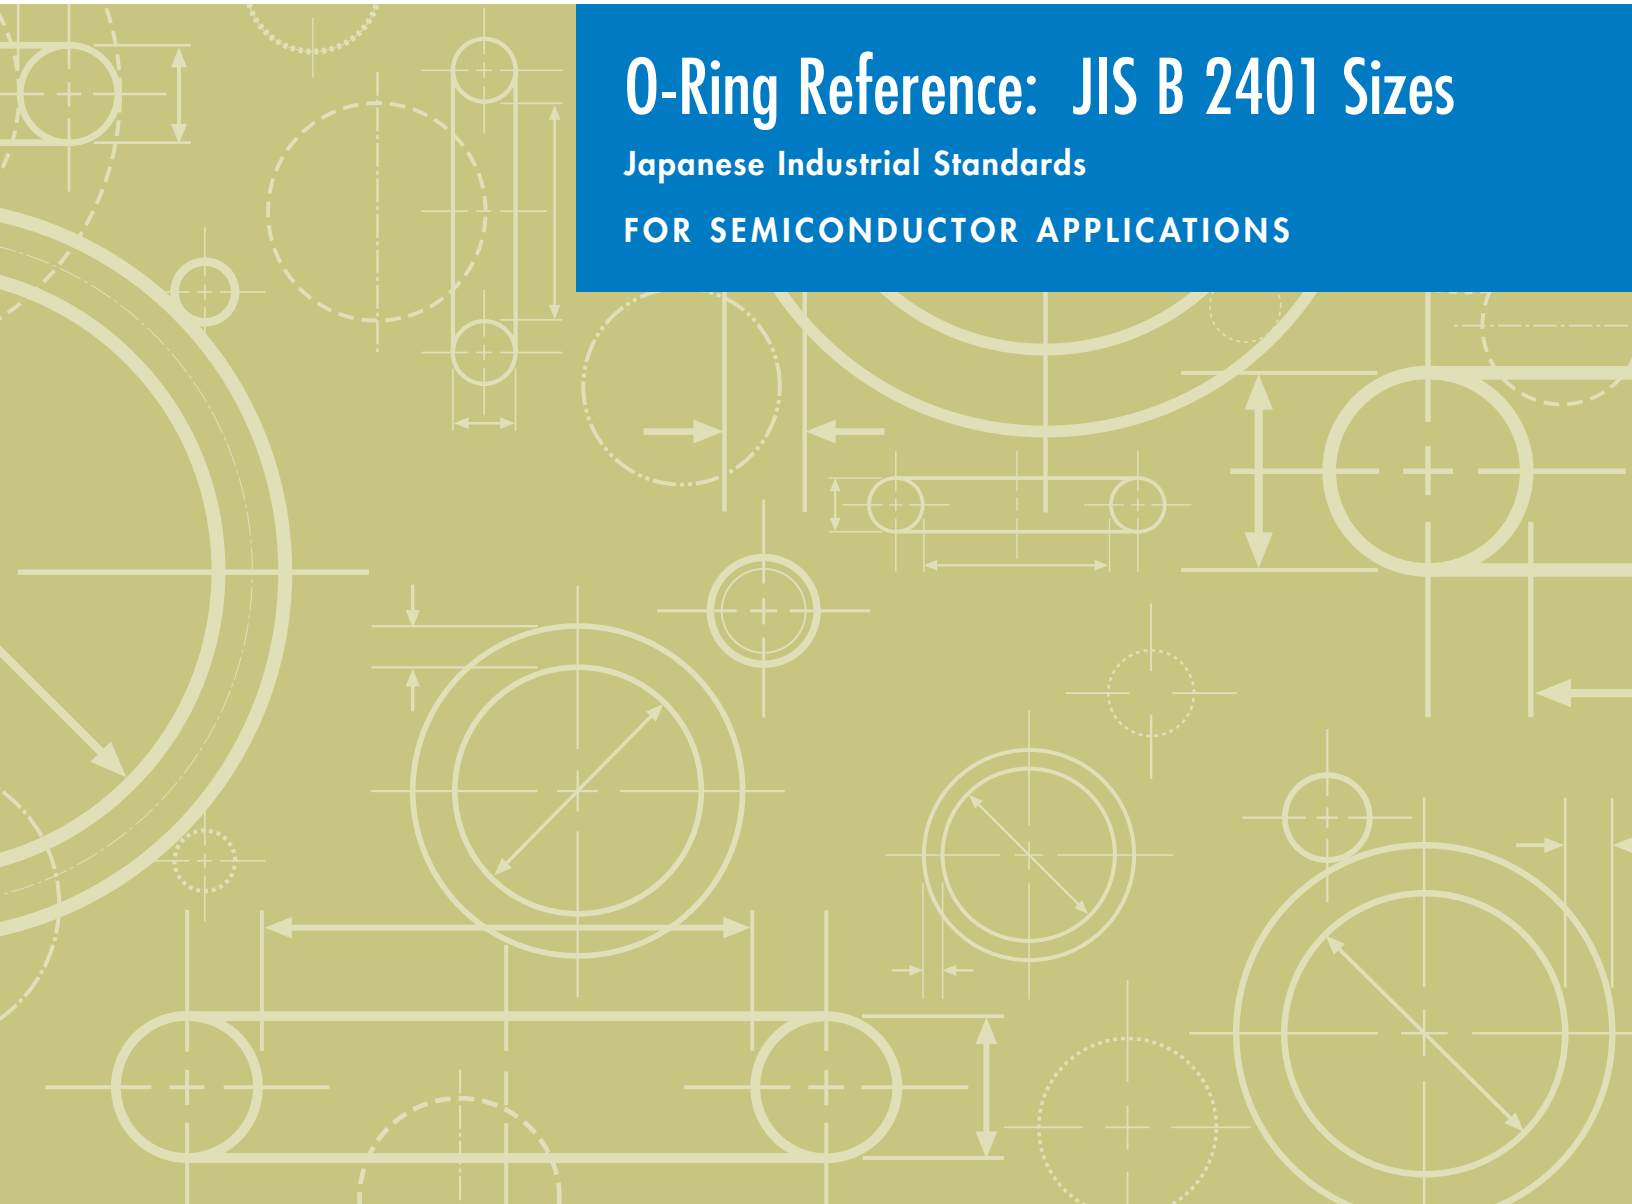 O-Ring Reference: JIS B 2401 Sizes
Japanese Industrial Standards
FOR SEMICONDUCTOR APPLICATIONS